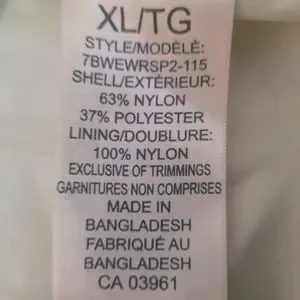 XL/TG
STYLE/MODÈLE:
7BWEWRSP2-115
SHELL/EXTÉRIEUR:
63% NYLON
37% POLYESTER
LINING/DOUBLURE:
100% NYLON
EXCLUSIVE OF TRIMMINGS
GARNITURES NON COMPRISES
MADE IN
BANGLADESH
FABRIQUÉ AU
BANGLADESH
CA 03961